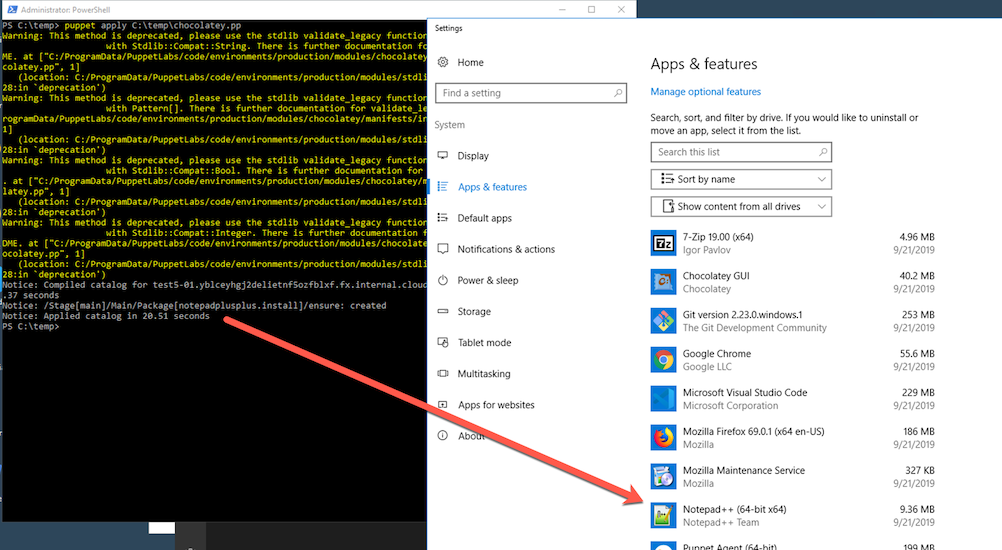 Administrator: PowerShell
PS C:\temp> puppet apply C:\temp\chocolatey.pp
Warning: This method is deprecated, please use the stdlib validate_legacy function
with Stdlib::Compat::String. There is further documentation for
ME. at ["C:/ProgramData/PuppetLabs/code/environments/production/modules/chocolatey
colatey.pp", 1]
(location: C:/ProgramData/PuppetLabs/code/environments/production/modules/stdli
28:in `deprecation')
Warning: This method is deprecated, please use the stdlib validate_legacy function
with Pattern[]. There is further documentation for validate_le
rogramData/PuppetLabs/code/environments/production/modules/chocolatey/manifests/in
1]
(location: C:/ProgramData/PuppetLabs/code/environments/production/modules/stdli
28:in `deprecation')
Warning: This method is deprecated, please use the stdlib validate_legacy function
with Stdlib::Compat::Bool. There is further documentation for
. at ["C:/ProgramData/PuppetLabs/code/environments/production/modules/chocolatey/m
latey.pp", 1]
(location: C:/ProgramData/PuppetLabs/code/environments/production/modules/stdli
28:in `deprecation')
Warning: This method is deprecated, please use the stdlib validate_legacy function
with Stdlib::Compat::Integer. There is further documentation f
DME. at ["C:/ProgramData/PuppetLabs/code/environments/production/modules/chocolate
ocolatey.pp", 1]
(location: C:/ProgramData/PuppetLabs/code/environments/production/modules/stdli
28:in `deprecation')
Notice: Compiled catalog for test5-01.yblceyhgj2delietnf5ozfblxf.fx.internal.cloud
.37 seconds
Notice: /Stage[main]/Main/Package[notepadplusplus.install]/ensure: created
Notice: Applied catalog in 20.51 seconds
PS C:\temp>
Settings
Home
Find a setting
System
Display
Apps & features
Default apps
Notifications & actions
Power & sleep
Storage
Tablet mode
Multitasking
Apps for websites
About
Apps & features
Manage optional features
Search, sort, and filter by drive. If you would like to uninstall or
move an app, select it from the list.
Search this list
Sort by name
Show content from all drives
7-Zip 19.00 (x64) 4.96 MB
Igor Pavlov 9/21/2019
Chocolatey GUI 40.2 MB
Chocolatey 9/21/2019
Git version 2.23.0.windows.1 253 MB
The Git Development Community 9/21/2019
Google Chrome 55.6 MB
Google LLC 9/21/2019
Microsoft Visual Studio Code 229 MB
Microsoft Corporation 9/21/2019
Mozilla Firefox 69.0.1 (x64 en-US) 186 MB
Mozilla 9/21/2019
Mozilla Maintenance Service 327 KB
Mozilla 9/21/2019
Notepad++ (64-bit x64) 9.36 MB
Notepad++ Team 9/21/2019
Puppet Agent (64-bit) 199 MB